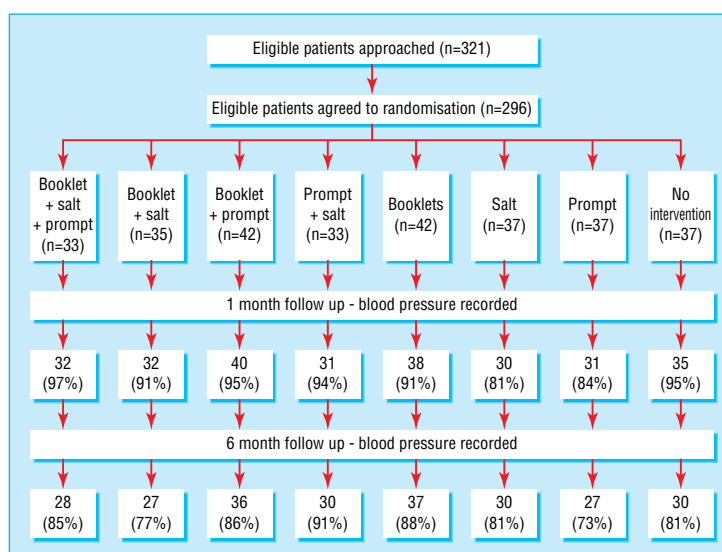 Eligible patients approached (n=321)
Eligible patients agreed to randomisation (n=296)
Booklet
+ salt
+ prompt
(n=33)
Booklet
+ salt
(n=35)
Booklet
+ prompt
(n=42)
Prompt
+ salt
(n=33)
Booklets
(n=42)
Salt
(n=37)
Prompt
(n=37)
No
intervention
(n=37)
1 month follow up - blood pressure recorded
32
(97%)
32
(91%)
40
(95%)
31
(94%)
38
(91%)
30
(81%)
31
(84%)
35
(95%)
6 month follow up - blood pressure recorded
28
(85%)
27
(77%)
36
(86%)
30
(91%)
37
(88%)
30
(81%)
27
(73%)
30
(81%)